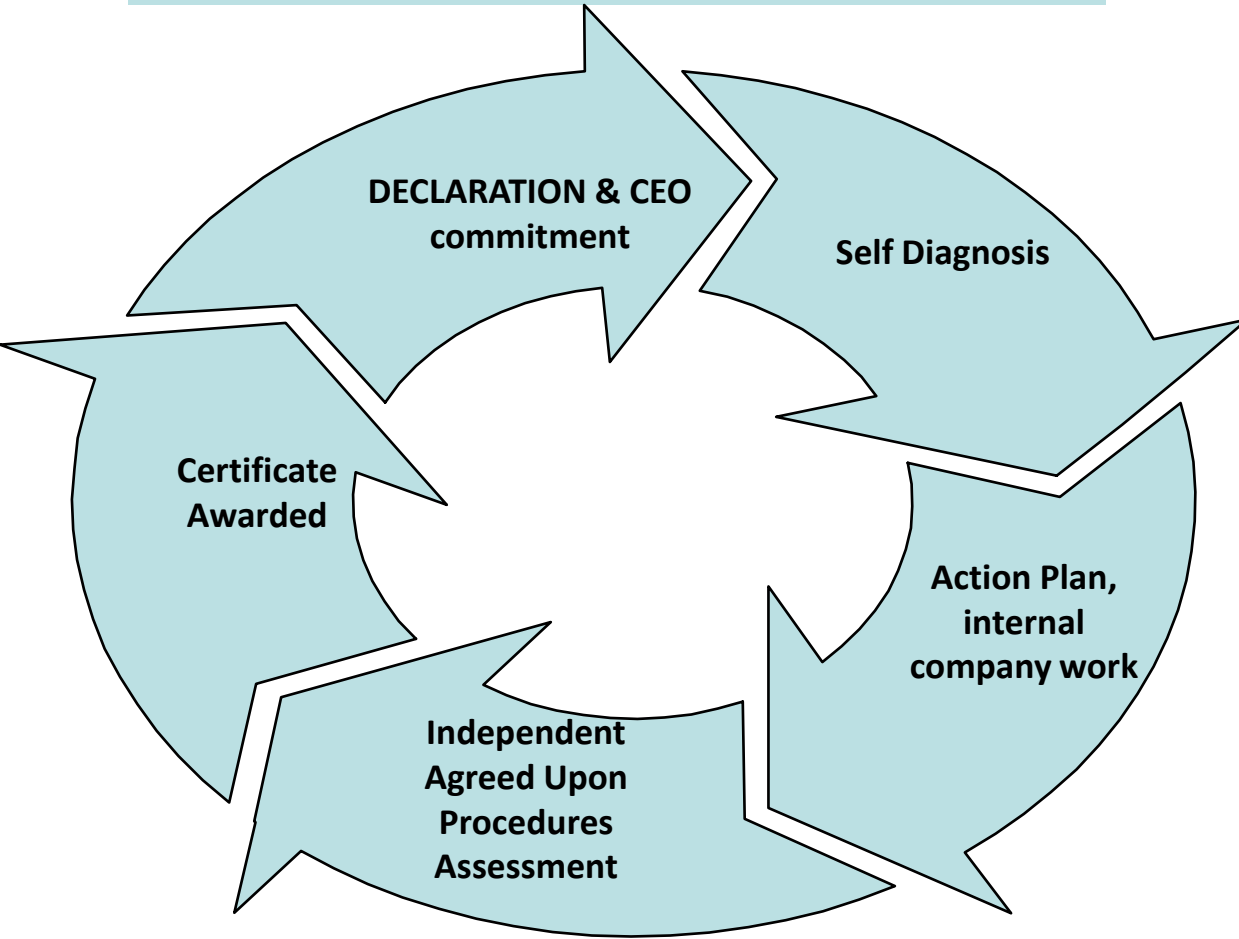 DECLARATION & CEO
commitment
Self Diagnosis
Action Plan,
internal
company work
Independent
Agreed Upon
Procedures
Assessment
Certificate
Awarded